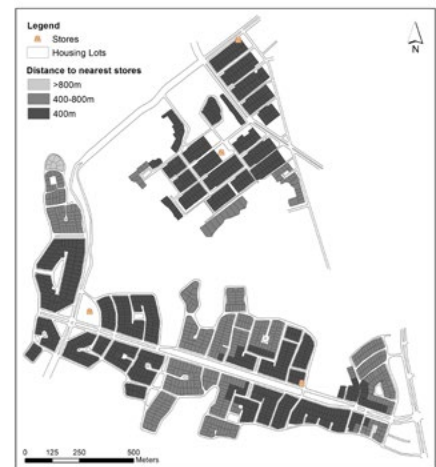 Legend
Stores
Housing Lots
Distance to nearest stores
>800m
400-800m
400m
N
0 125 250 500
Meters